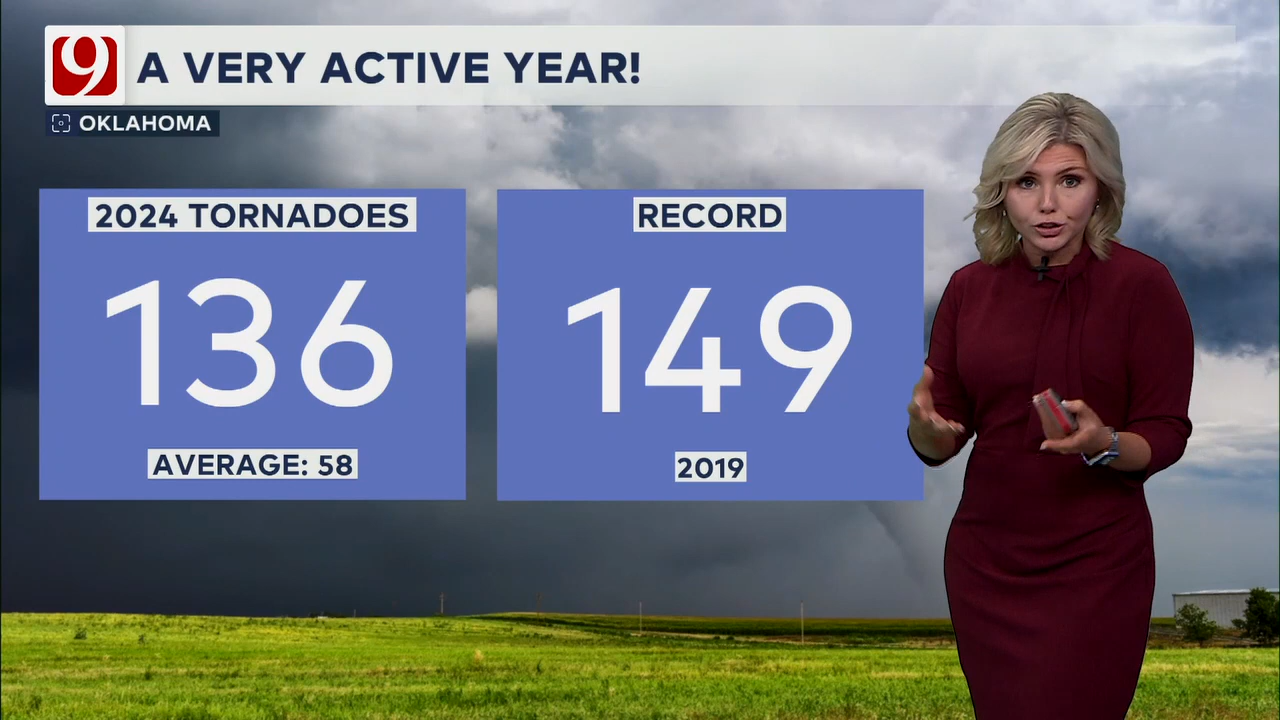 9 A VERY ACTIVE YEAR!
OKLAHOMA
2024 TORNADOES
136
AVERAGE: 58
RECORD
149
2019